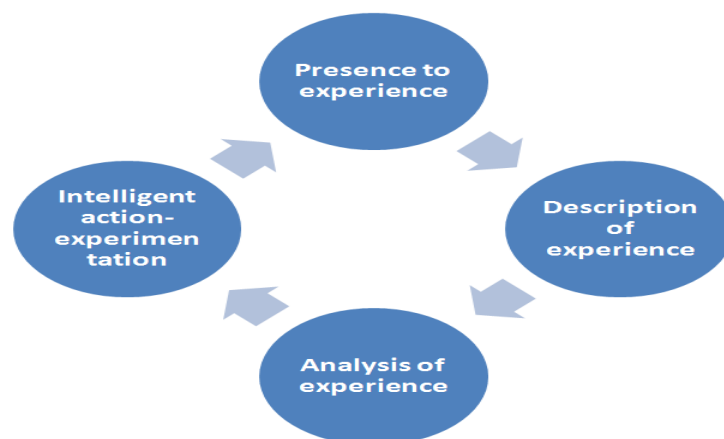 Presence to
experience
Description
of
experience
Analysis of
experience
Intelligent
action-
experimen
tation